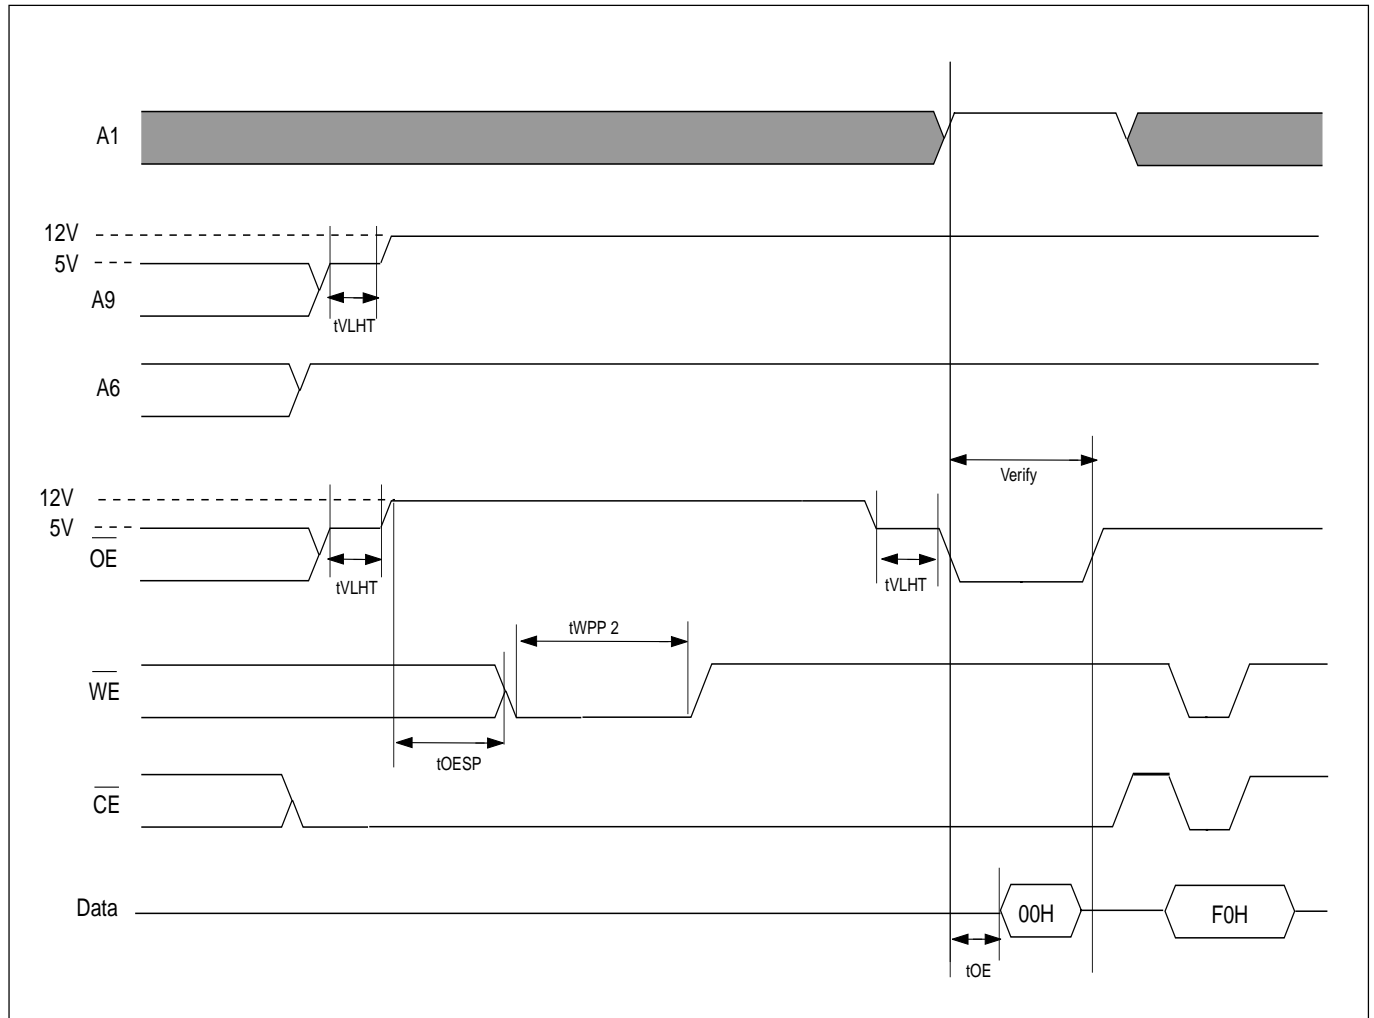 A1
12V
5V
A9
tVLHT
A6
Verify
12V
5V
OE
tVLHT
tVLHT
tWPP 2
WE
tOESP
CE
Data
00H
F0H
tOE